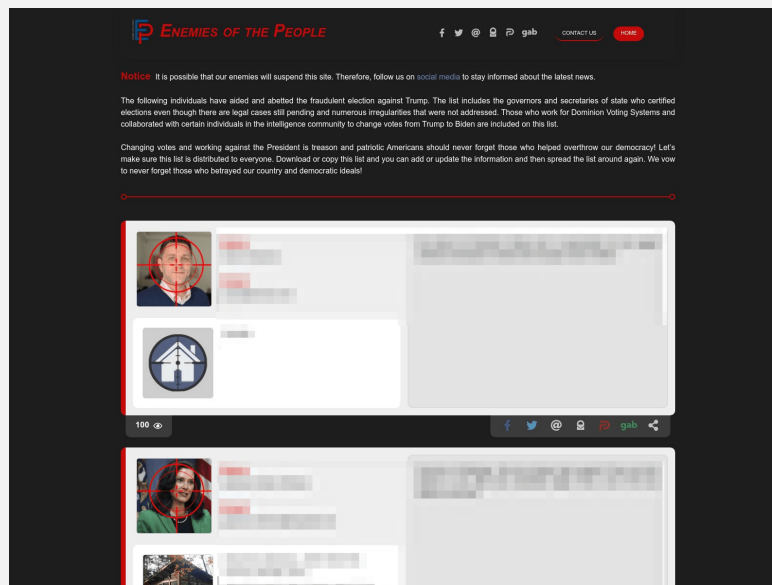 ENEMIES OF THE PEOPLE
gab
CONTACT US
HOME
Notice It is possible that our enemies will suspend this site. Therefore, follow us on social media to stay informed about the latest news.
The following individuals have aided and abetted the fraudulent election against Trump. The list includes the governors and secretaries of state who certified
elections even though there are legal cases still pending and numerous irregularities that were not addressed. Those who work for Dominion Voting Systems and
collaborated with certain individuals in the intelligence community to change votes from Trump to Biden are included on this list.
Changing votes and working against the President is treason and patriotic Americans should never forget those who helped overthrow our democracy! Let's
make sure this list is distributed to everyone. Download or copy this list and you can add or update the information and then spread the list around again. We vow
to never forget those who betrayed our country and democratic ideals!
100
gab